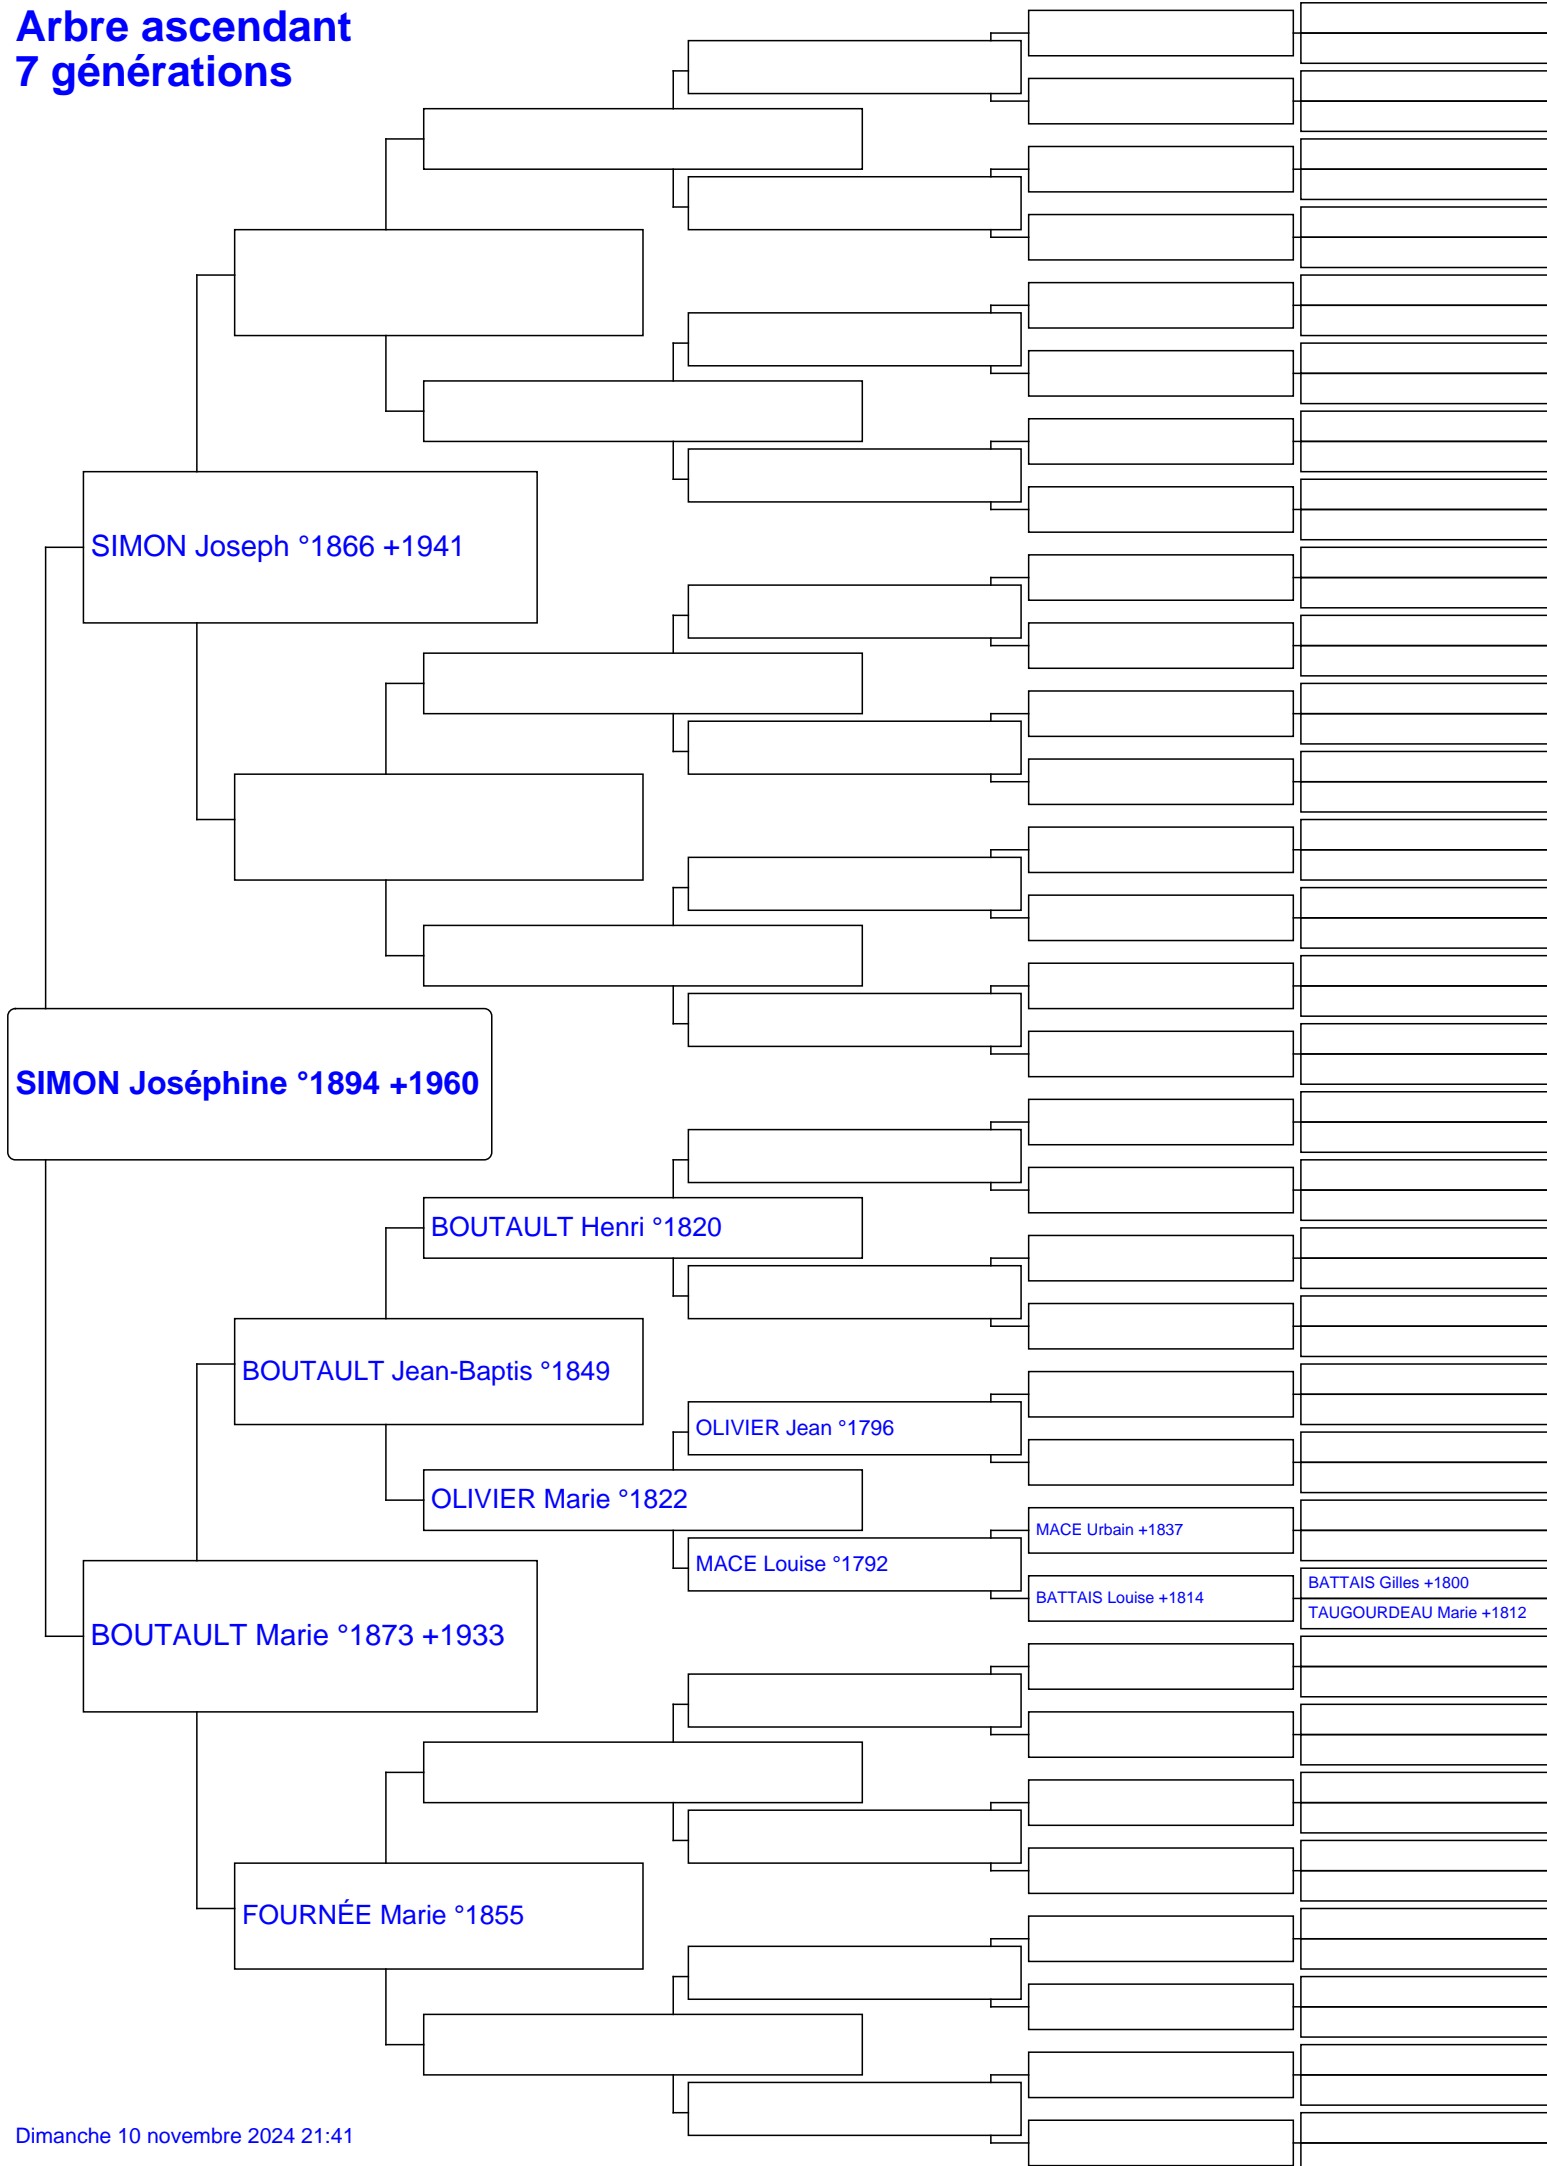 Arbre ascendant
7 générations
SIMON Joseph °1866 +1941
SIMON Joséphine °1894 +1960
BOUTAULT Henri °1820
BOUTAULT Jean-Baptis °1849
OLIVIER Jean °1796
OLIVIER Marie °1822
MACE Urbain +1837
MACE Louise °1792
BATTAIS Gilles +1800
BATTAIS Louise +1814
TAUGOURDEAU Marie +1812
BOUTAULT Marie °1873 +1933
FOURNÉE Marie °1855
Dimanche 10 novembre 2024 21:41